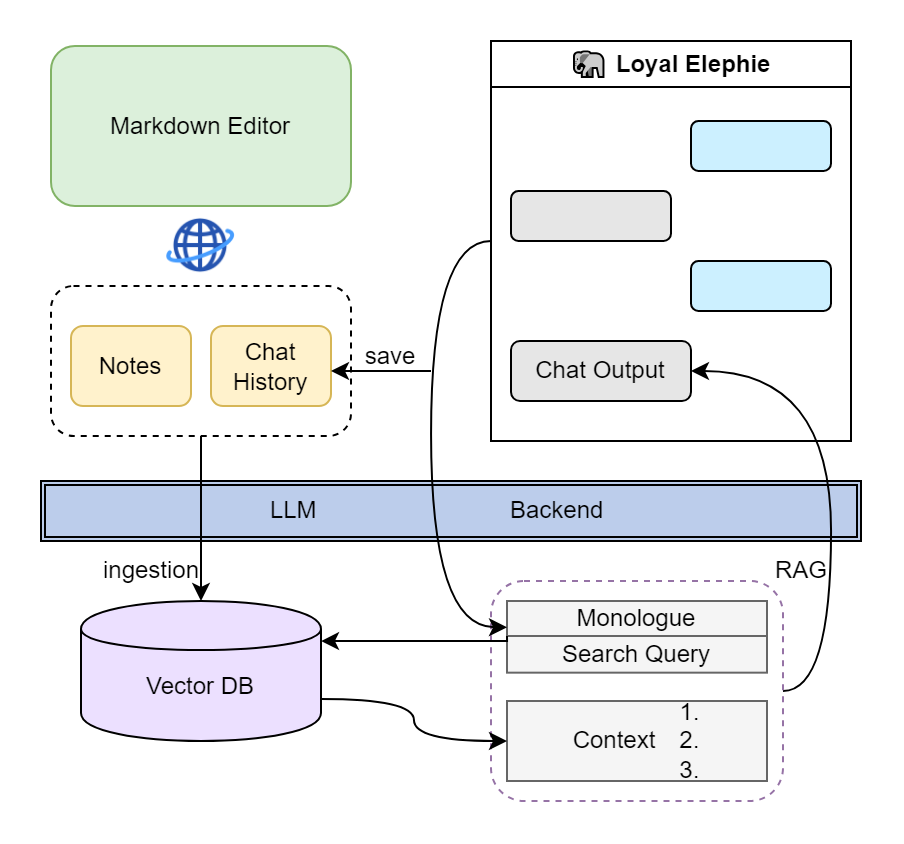 Loyal Elephie
Markdown Editor
Notes
Chat
History
save
Chat Output
LLM
Backend
ingestion
RAG
Monologue
Search Query
Vector DB
Context
1.
2.
3.